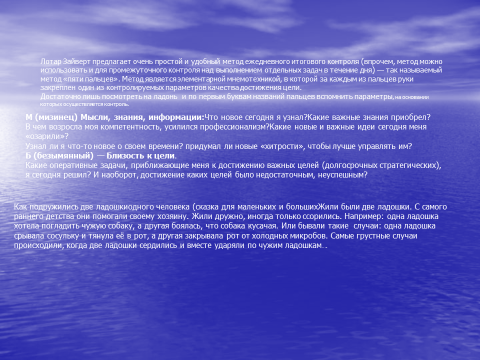 Лотар Зайверт предлагает очень простой и удобный метод ежедневного итогового контроля (впрочем, метод можно
использовать и для промежуточного контроля над выполнением отдельных задач в течение дня) — так называемый
метод «пяти пальцев». Метод является элементарной мнемотехникой, в которой за каждым из пальцев руки
закреплен один из контролируемых параметров качества достижения цели.
Достаточно лишь посмотреть на ладонь и по первым буквам названий пальцев вспомнить параметры, на основании
которых осуществляется контроль.
М (мизинец) Мысли, знания, информации:Что новое сегодня я узнал?Какие важные знания приобрел?
В чем возросла моя компетентность, усилился профессионализм?Какие новые и важные идеи сегодня меня
«озарили»?
Узнал ли я что-то новое о своем времени? придумал ли новые «хитрости», чтобы лучше управлять им?
Б (безымянный) — Близость к цели.
Какие оперативные задачи, приближающие меня к достижению важных целей (долгосрочных стратегических),
я сегодня решил? И наоборот, достижение каких целей было недостаточным, неуспешным?
Как подружились две ладошкиодного человека (сказка для маленьких и большихЖили были две ладошки. С самого
раннего детства они помогали своему хозяину. Жили дружно, иногда только ссорились. Например: одна ладошка
хотела погладить чужую собаку, а другая боялась, что собака кусачая. Или бывали такие случаи: одна ладошка
срывала сосульку и тянула её в рот, а другая закрывала рот от холодных микробов. Самые грустные случаи
происходили, когда две ладошки сердились и вместе ударяли по чужим ладошкам..